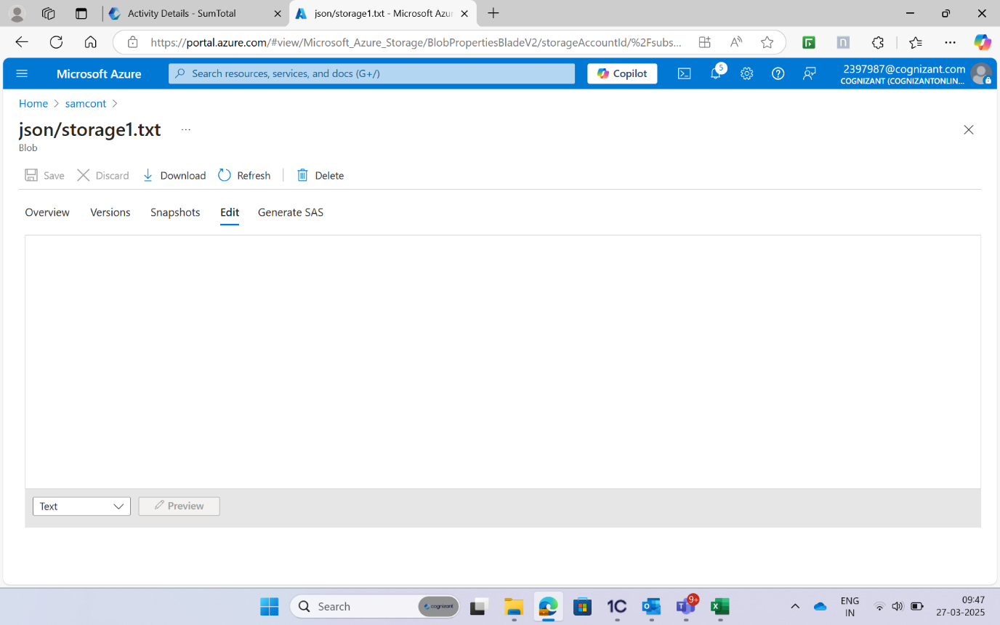 Activity Details - SumTotal
json/storage1.txt - Microsoft Azu
https://portal.azure.com/#view/Microsoft_Azure_Storage/BlobPropertiesBladeV2/storageAccountId/%2Fsubs...
Microsoft Azure
Search resources, services, and docs (G+/)
Copilot
5
2397987@cognizant.com
COGNIZANT (COGNIZANTONLIN...
Home > samcont >
json/storage1.txt ...
Blob
Save Discard Download Refresh Delete
Overview Versions Snapshots Edit Generate SAS
Text Preview
Search
cognizant
1C
9+
ENG
IN
09:47
27-03-2025